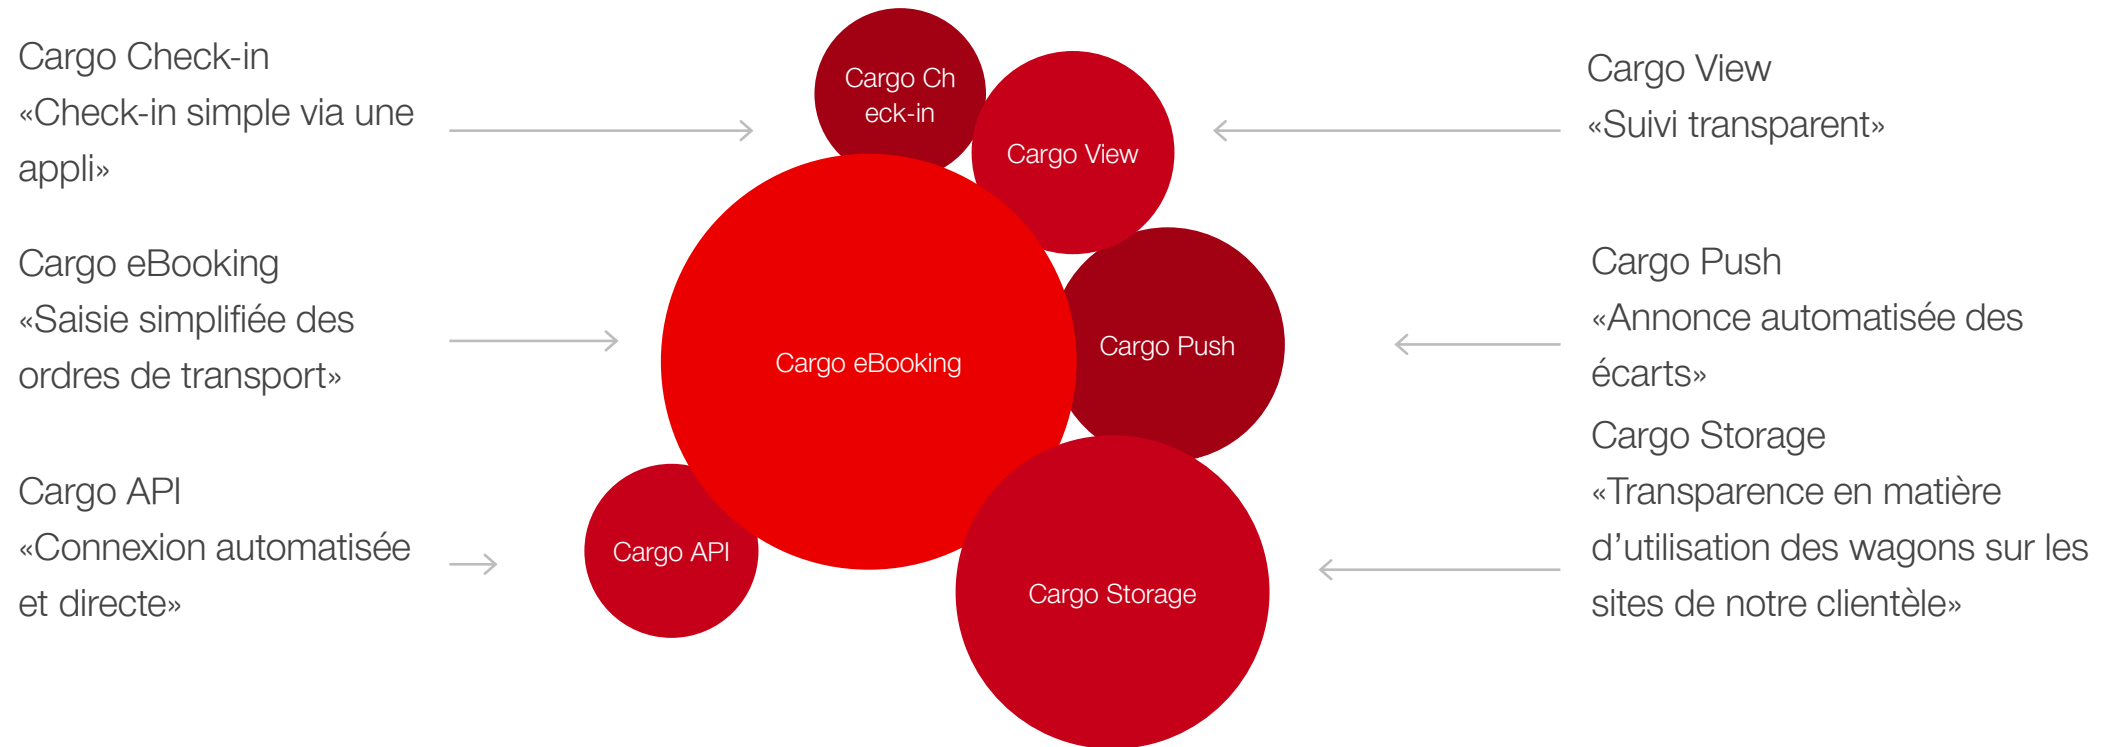 Cargo Check-in
«Check-in simple via une
appli»
Cargo eBooking
«Saisie simplifiée des
ordres de transport»
Cargo API
«Connexion automatisée
et directe»
Cargo Ch
eck-in
Cargo View
Cargo eBooking
Cargo Push
Cargo API
Cargo Storage
Cargo View
«Suivi transparent»
Cargo Push
«Annonce automatisée des
écarts»
Cargo Storage
«Transparence en matière
d’utilisation des wagons sur les
sites de notre clientèle»